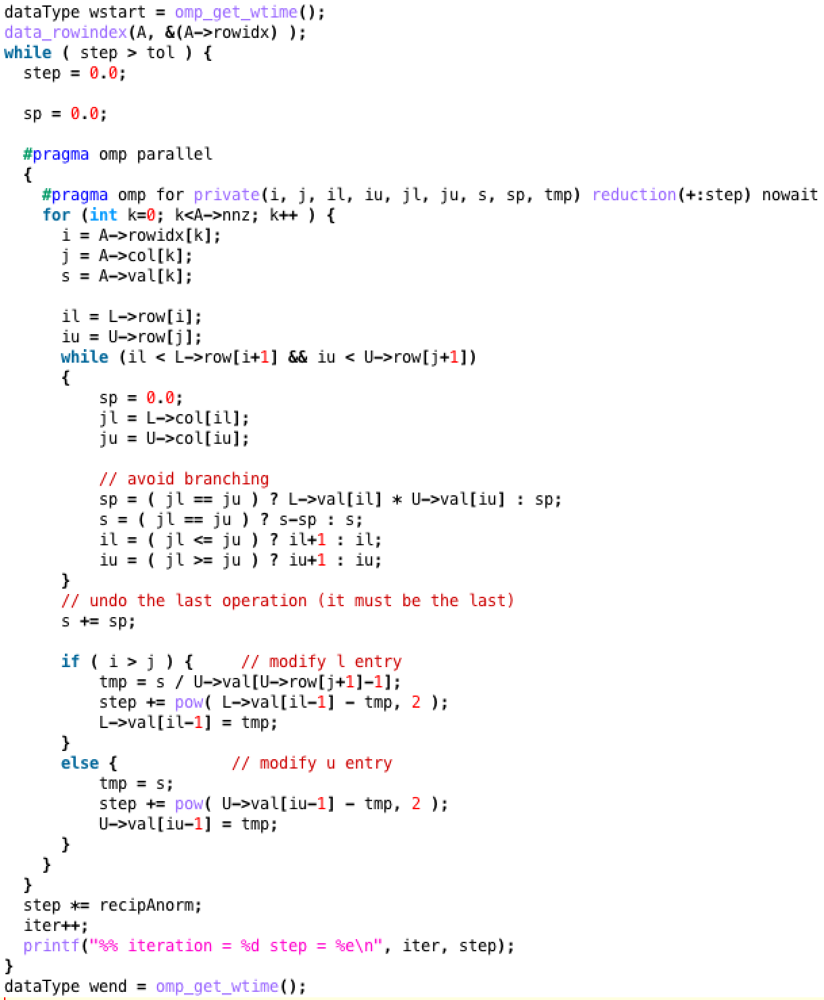 dataType wstart = omp_get_wtime();
data_rowindex(A, &(A->rowidx) );
while ( step > tol ) {
  step = 0.0;

  sp = 0.0;

  #pragma omp parallel
  {
    #pragma omp for private(i, j, il, iu, jl, ju, s, sp, tmp) reduction(+:step) nowait
    for (int k=0; k<A->nnz; k++ ) {
      i = A->rowidx[k];
      j = A->col[k];
      s = A->val[k];

      il = L->row[i];
      iu = U->row[j];
      while (il < L->row[i+1] && iu < U->row[j+1])
      {
          sp = 0.0;
          jl = L->col[il];
          ju = U->col[iu];

          // avoid branching
          sp = ( jl == ju ) ? L->val[il] * U->val[iu] : sp;
          s = ( jl == ju ) ? s-sp : s;
          il = ( jl <= ju ) ? il+1 : il;
          iu = ( jl >= ju ) ? iu+1 : iu;
      }
      // undo the last operation (it must be the last)
      s += sp;

      if ( i > j ) {     // modify l entry
          tmp = s / U->val[U->row[j+1]-1];
          step += pow( L->val[il-1] - tmp, 2 );
          L->val[il-1] = tmp;
      }
      else {            // modify u entry
          tmp = s;
          step += pow( U->val[iu-1] - tmp, 2 );
          U->val[iu-1] = tmp;
      }
    }
  }
  step *= recipAnorm;
  iter++;
  printf("%% iteration = %d step = %e\n", iter, step);
}
dataType wend = omp_get_wtime();